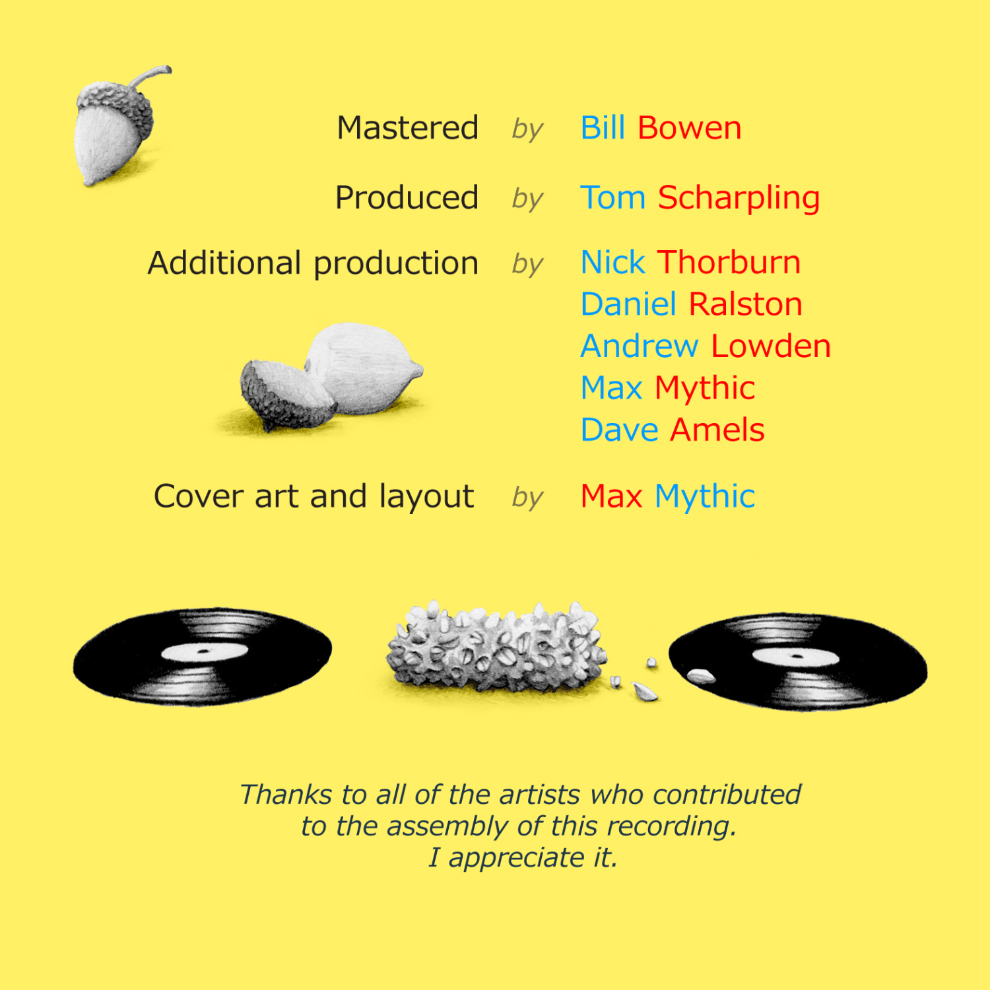 Mastered by Bill Bowen
Produced by Tom Scharpling
Additional production by Nick Thorburn
Daniel Ralston
Andrew Lowden
Max Mythic
Dave Amels
Cover art and layout by Max Mythic
Thanks to all of the artists who contributed
to the assembly of this recording.
I appreciate it.